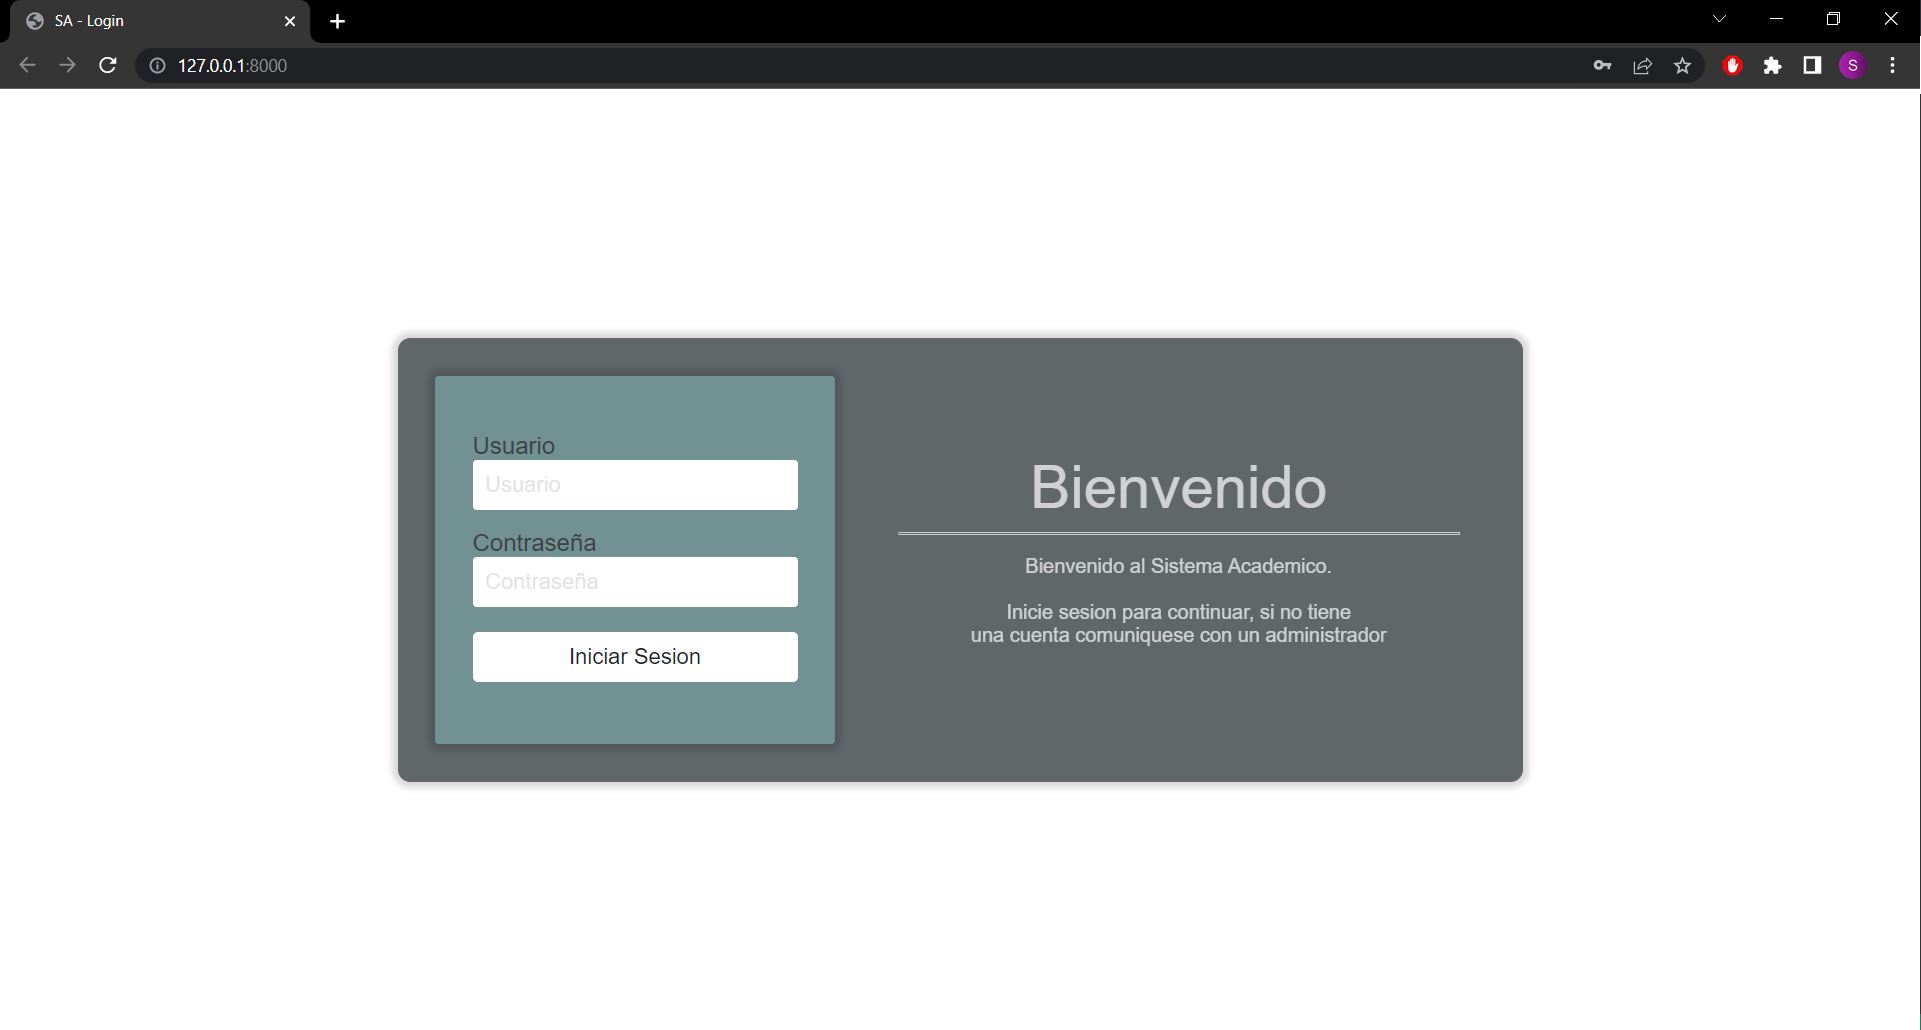 SA - Login
127.0.0.1:8000
S
Usuario
Usuario
Contraseña
Contraseña
Iniciar Sesion
Bienvenido
Bienvenido al Sistema Academico.
Inicie sesion para continuar, si no tiene
una cuenta comuniquese con un administrador